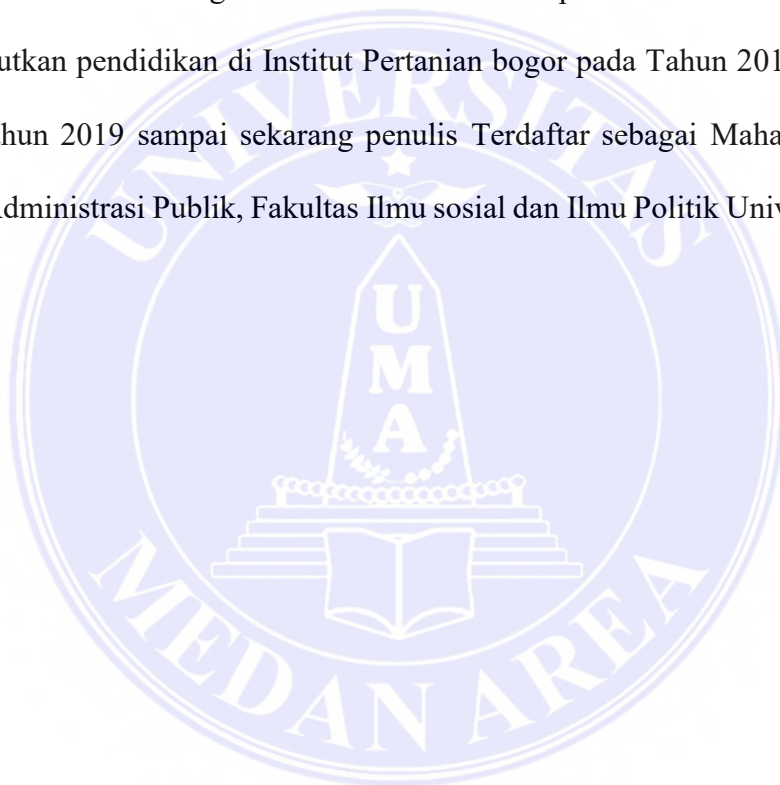 utkan pendidikan di Institut Pertanian bogor pada Tahun 201
hun 2019 sampai sekarang penulis Terdaftar sebagai Maha
dministrasi Publik, Fakultas Ilmu sosial dan Ilmu Politik Univ
UNIVERSITAS
UMA
MEDAN AREA